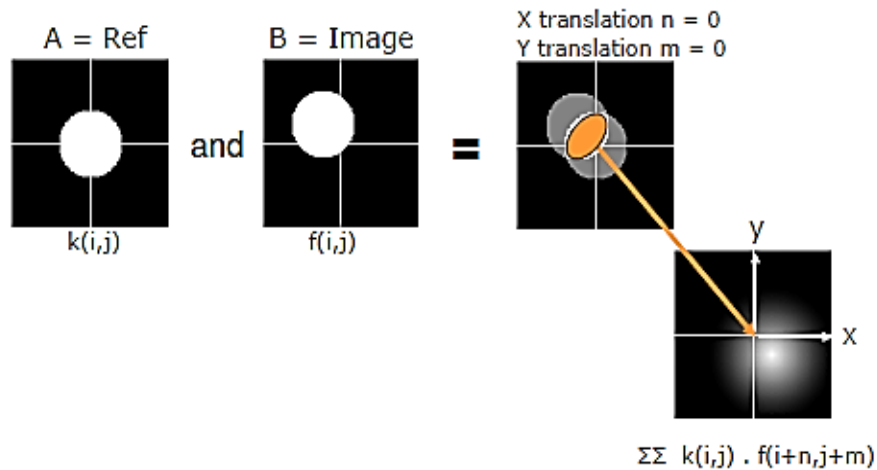 A = Ref
B = Image
X translation n = 0
Y translation m = 0
and
=
k(i,j)
f(i,j)
y
x
ΣΣ k(i,j) . f(i+n,j+m)